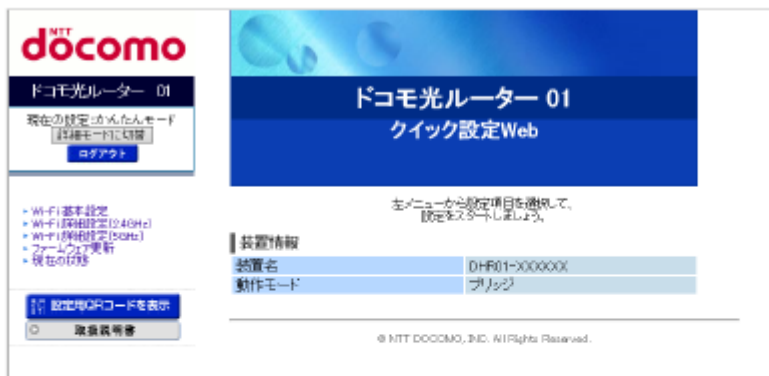 NTT
döcomo
ドコモ光ルーター 01
現在の設定:かんたんモード
詳細モードに切替
ログアウト
Wi-Fi基本設定
Wi-Fi詳細設定(2.4GHz)
Wi-Fi詳細設定(5GHz)
ファームウェア更新
現在の状態
設定用QRコードを表示
取扱説明書
ドコモ光ルーター 01
クイック設定Web
左メニューから設定項目を選択して、
設定をスタートしましょう。
装置情報
装置名 DHR01-XXXXXX
動作モード ブリッジ
© NTT DOCOMO, INC. All Rights Reserved.